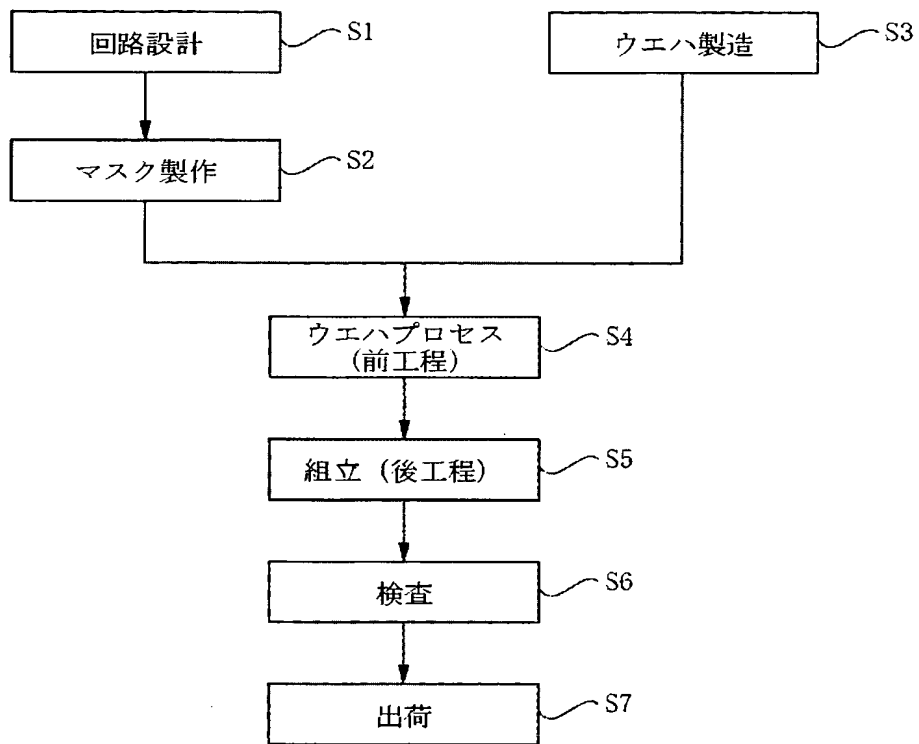 回路設計
S1
ウエハ製造
S3
マスク製作
S2
ウエハプロセス
(前工程)
S4
組立（後工程）
S5
検査
S6
出荷
S7